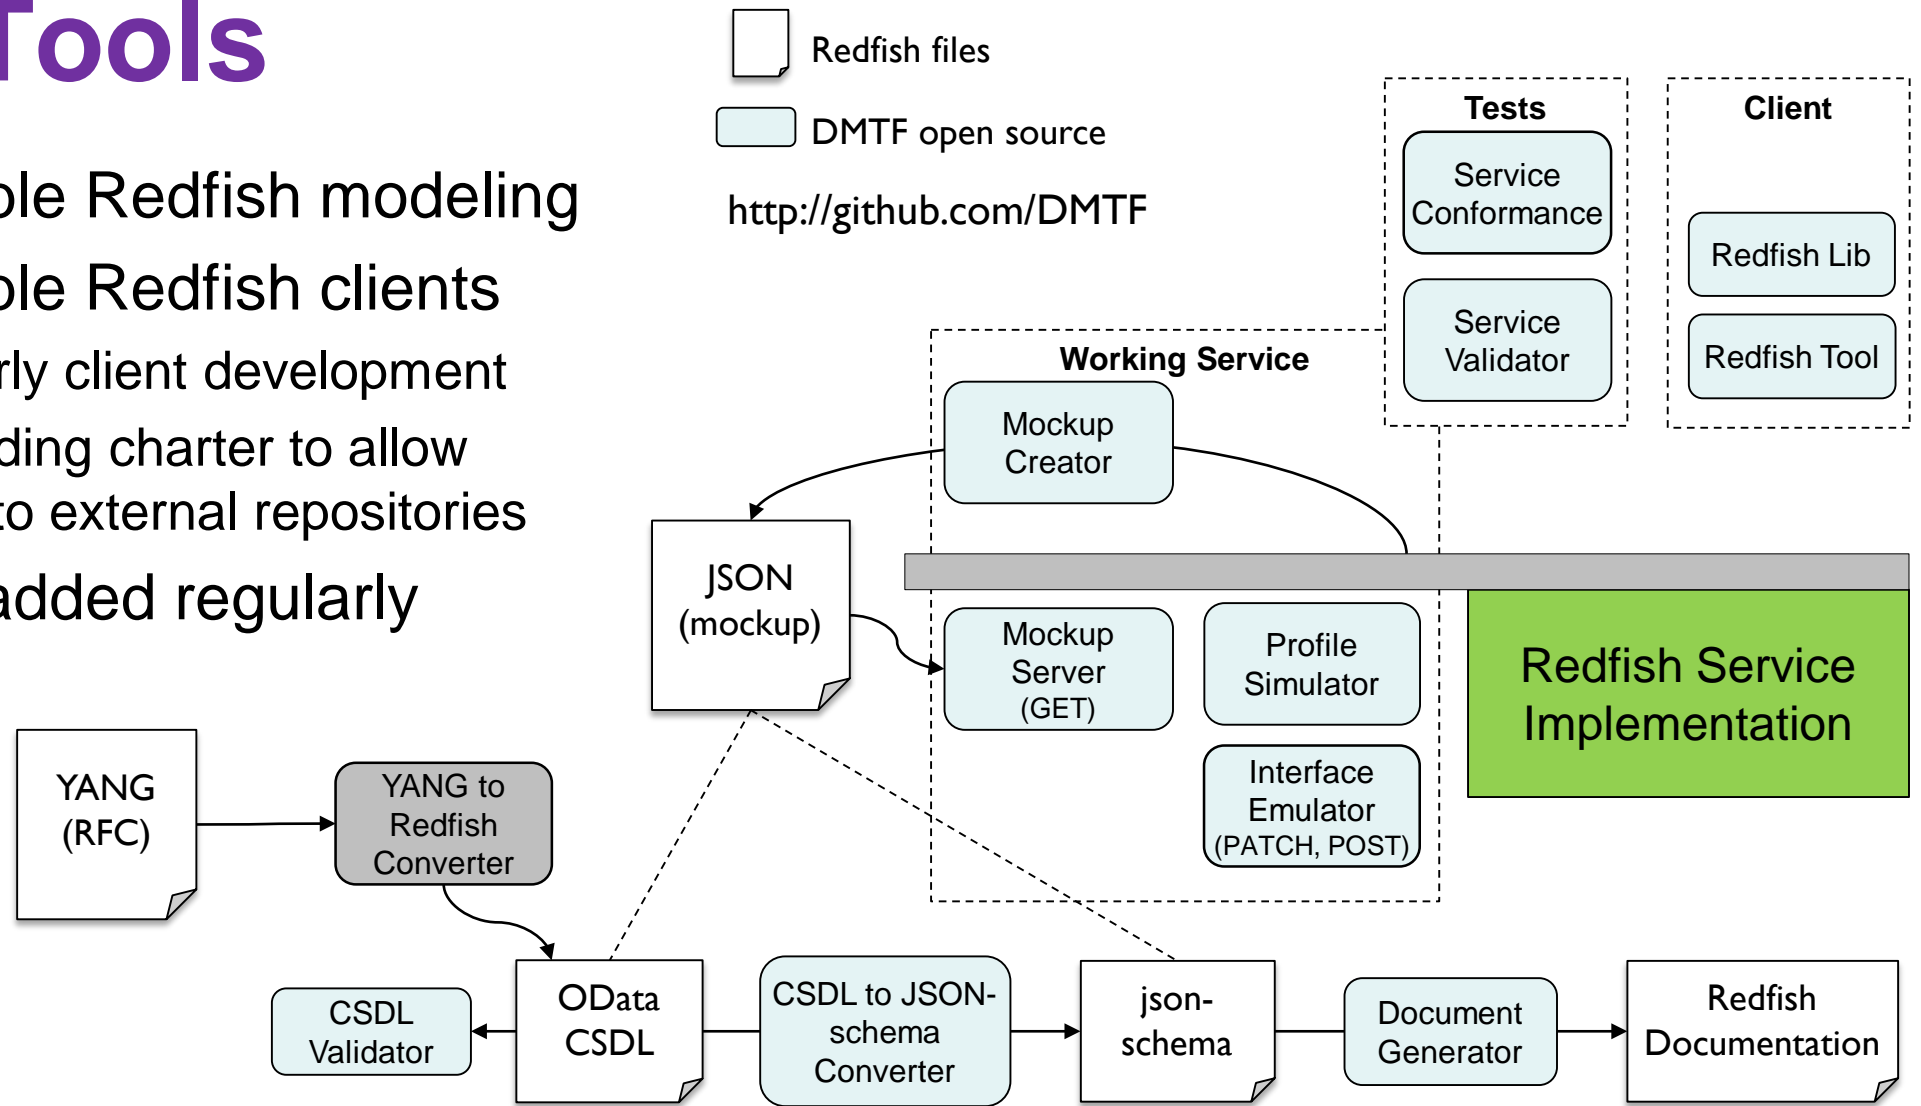 Tools
ole Redfish modeling
ole Redfish clients
rly client development
ding charter to allow
to external repositories
added regularly
Redfish files
DMTF open source
http://github.com/DMTF
Tests
Service
Conformance
Service
Validator
Client
Redfish Lib
Redfish Tool
Working Service
Mockup
Creator
JSON
(mockup)
Mockup
Server
(GET)
Profile
Simulator
Interface
Emulator
(PATCH, POST)
Redfish Service
Implementation
YANG
(RFC)
YANG to
Redfish
Converter
CSDL
Validator
OData
CSDL
CSDL to JSON-
schema
Converter
json-
schema
Document
Generator
Redfish
Documentation